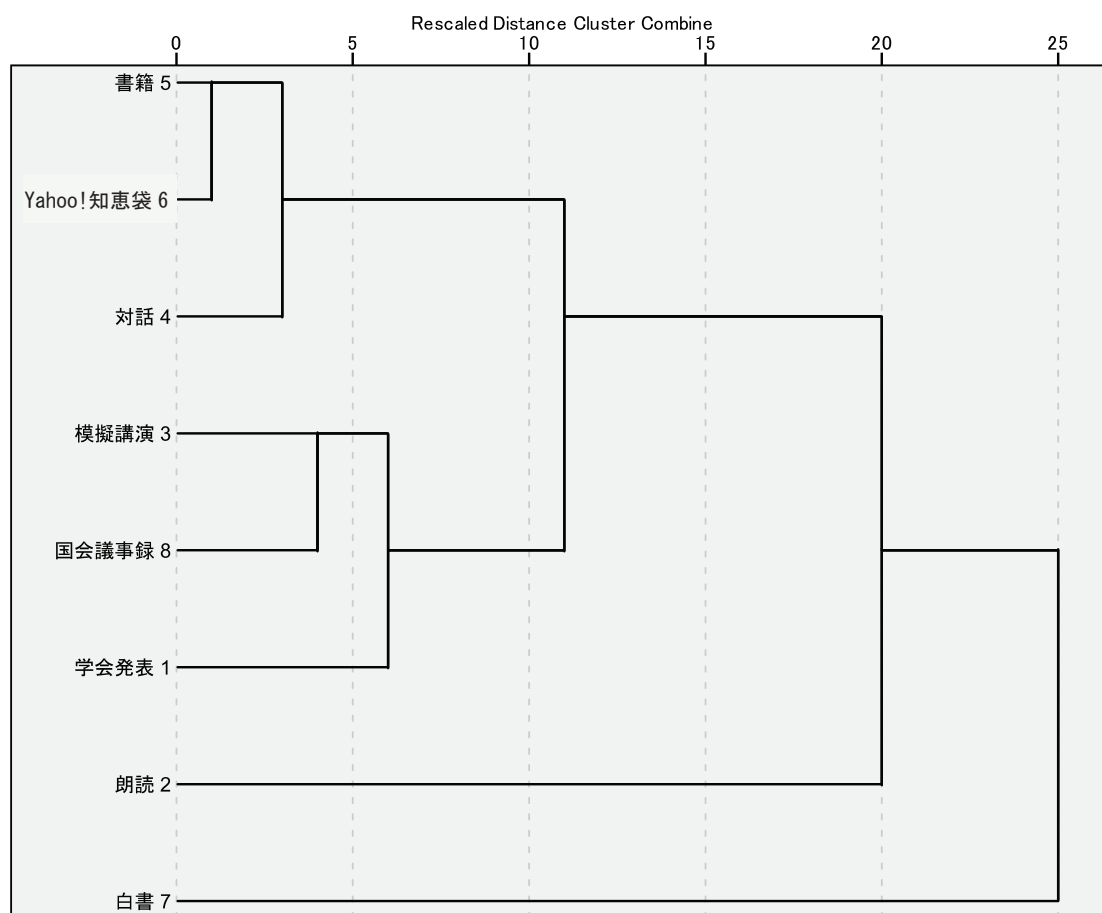 Rescaled Distance Cluster Combine
0 5 10 15 20 25
書籍 5
Yahoo!知恵袋 6
対話 4
模擬講演 3
国会議事録 8
学会発表 1
朗読 2
白書 7